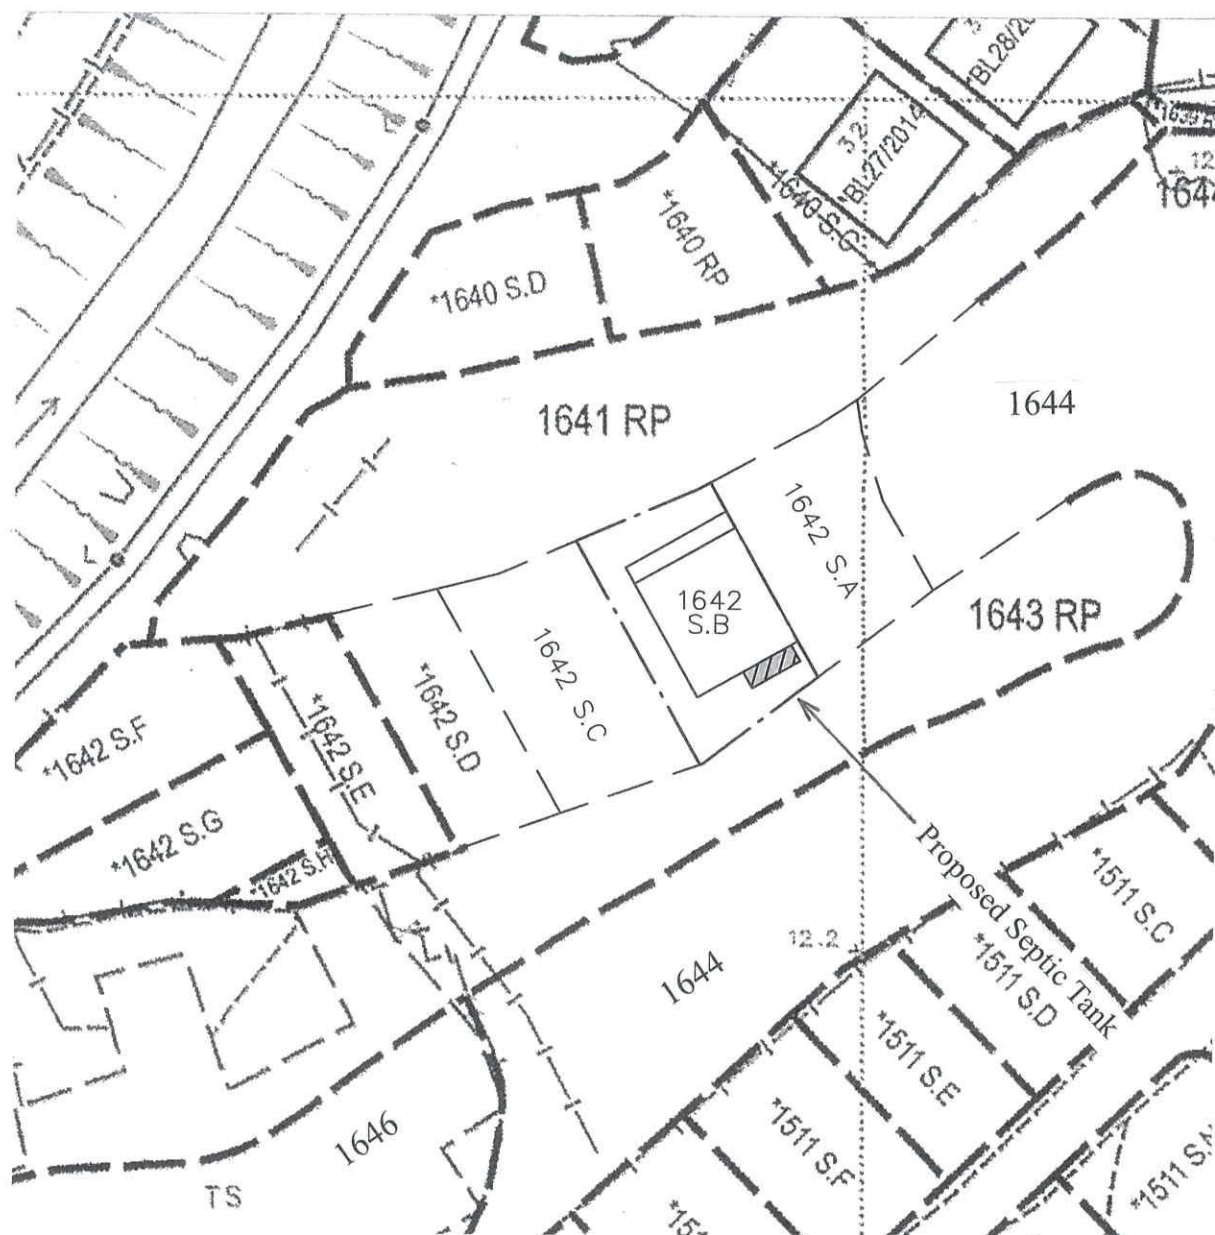 *BL28/20
1639 R
3.2
*BL27/2014
12
*1640 S.C
164
*1640 RP
*1640 S.D
1641 RP
1644
1642 S.A
1642
S.B
1643 RP
1642 S.C
*1642 S.D
*1642 S.E
*1642 S.F
*1642 S.G
*1642 S.H
Proposed Septic Tank
*1511 S.C
12.2
*1511 S.D
1644
*1511 S.E
1646
*1511 S.F
*1511 S.
TS
*151